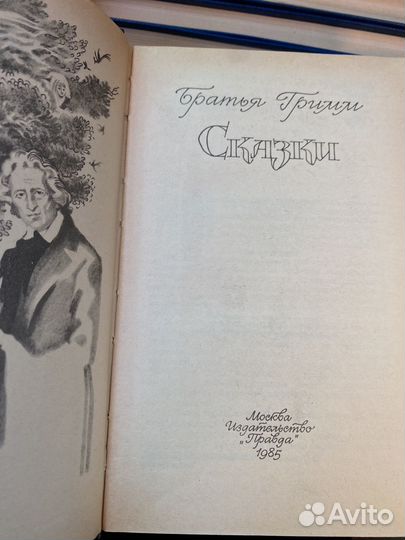 Братья Гримм
Сказки
Москва
Издательство
„Правда"
1985
Avito